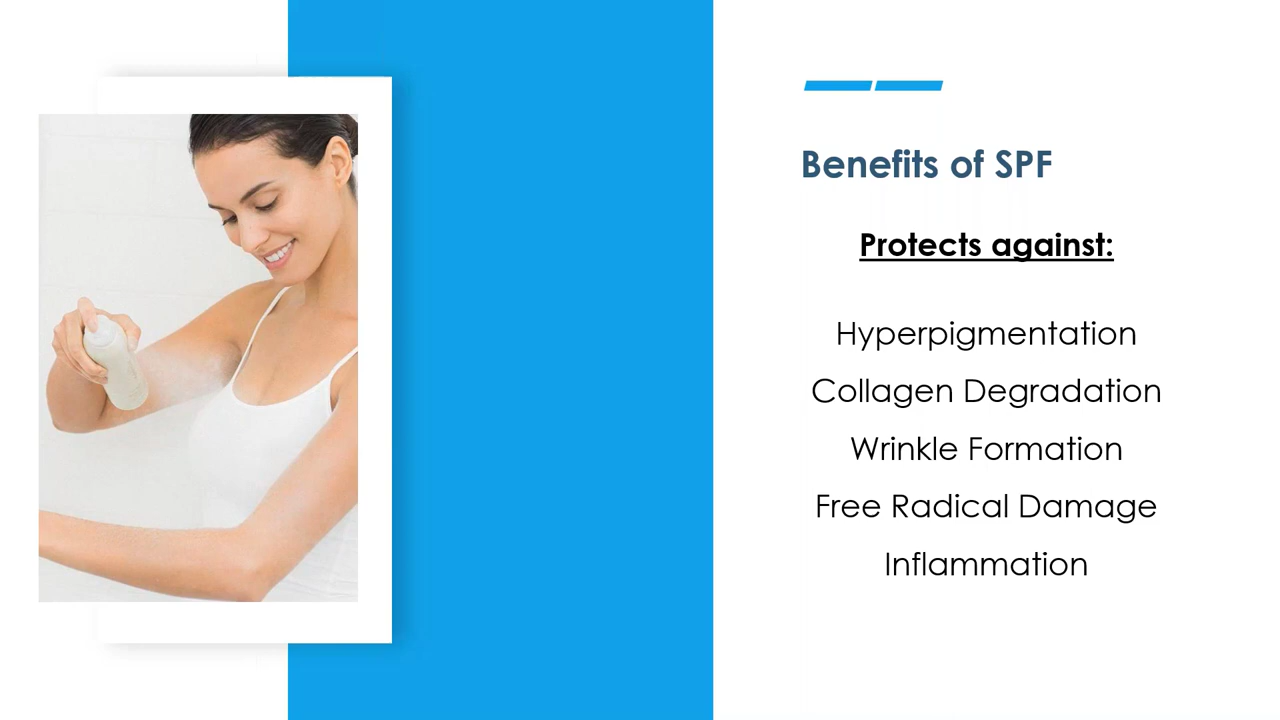 Benefits of SPF
Protects against:
Hyperpigmentation
Collagen Degradation
Wrinkle Formation
Free Radical Damage
Inflammation